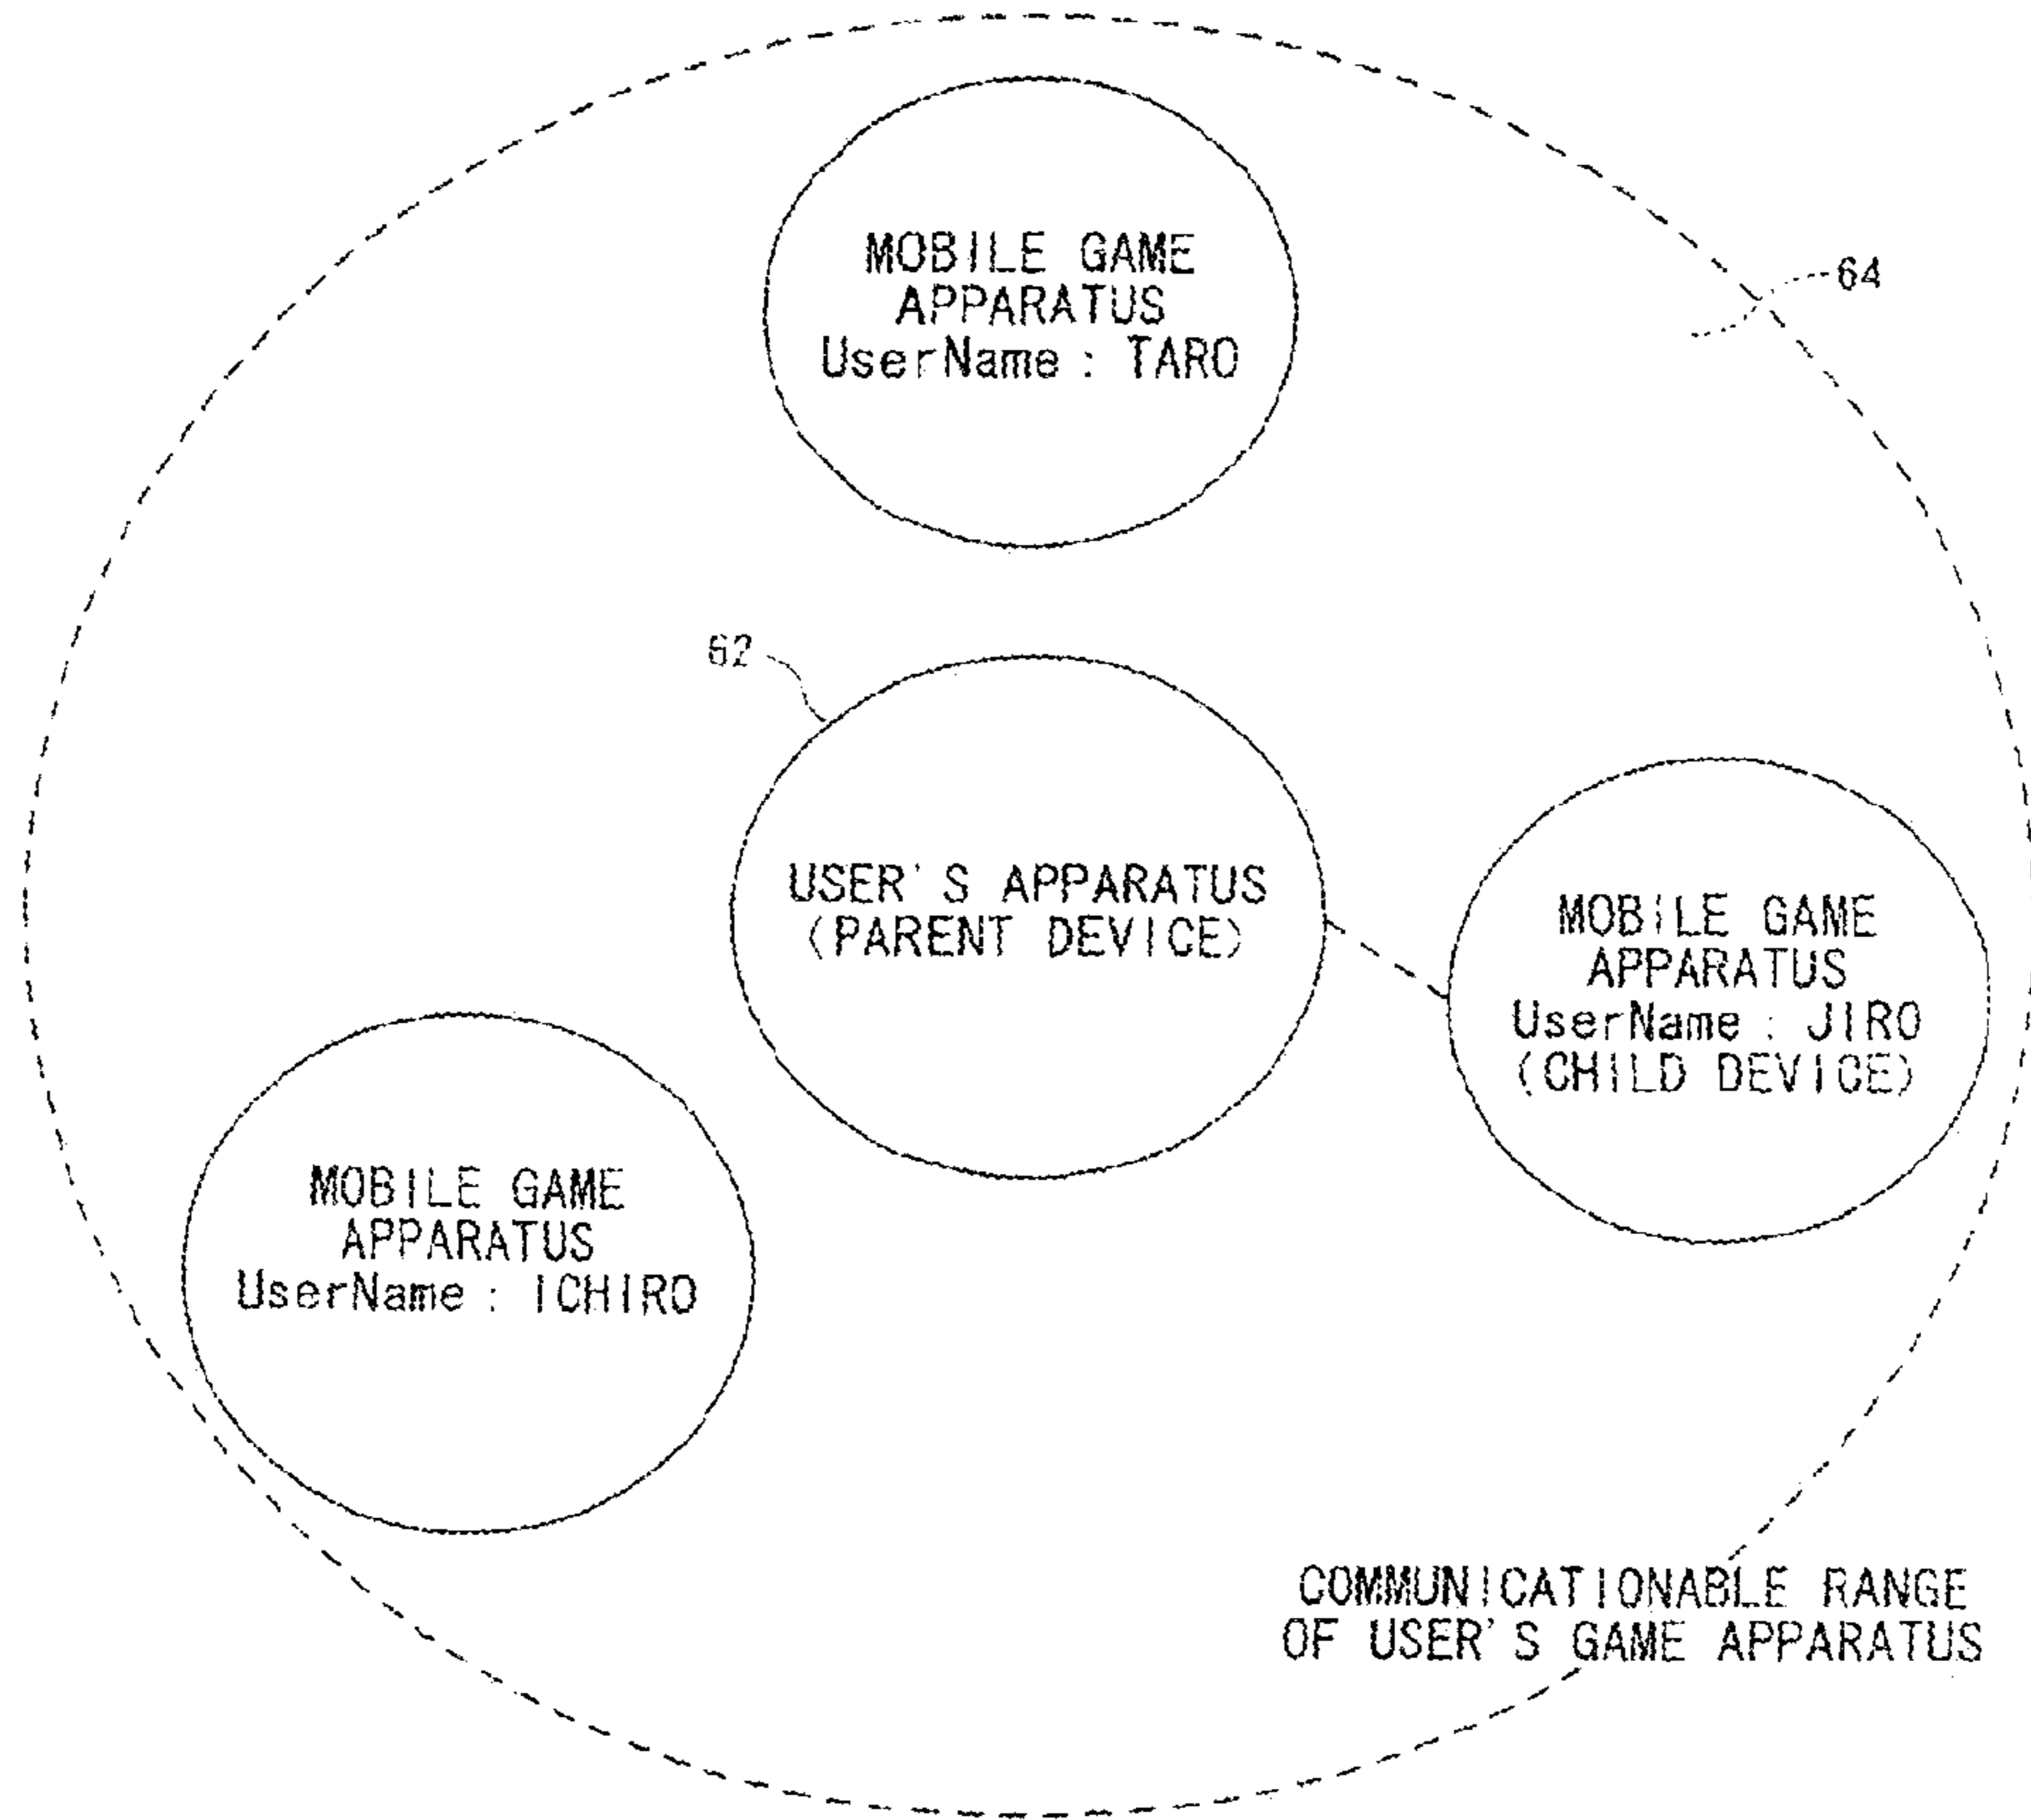 MOBILE GAME
APPARATUS
UserName : TARO
64
62
USER'S APPARATUS
(PARENT DEVICE)
MOBILE GAME
APPARATUS
UserName : JIRO
(CHILD DEVICE)
MOBILE GAME
APPARATUS
UserName : ICHIRO
COMMUNICATIONABLE RANGE
OF USER'S GAME APPARATUS